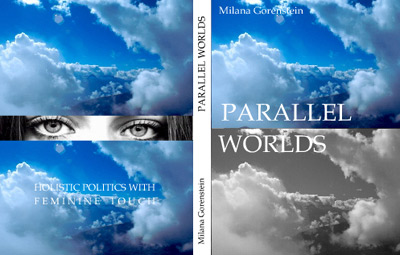 HOLISTIC POLITICS WITH
FEMININE TOUCH
PARALLEL WORLDS
Milana Gorenstein
Milana Gorenstein
PARALLEL
WORLDS